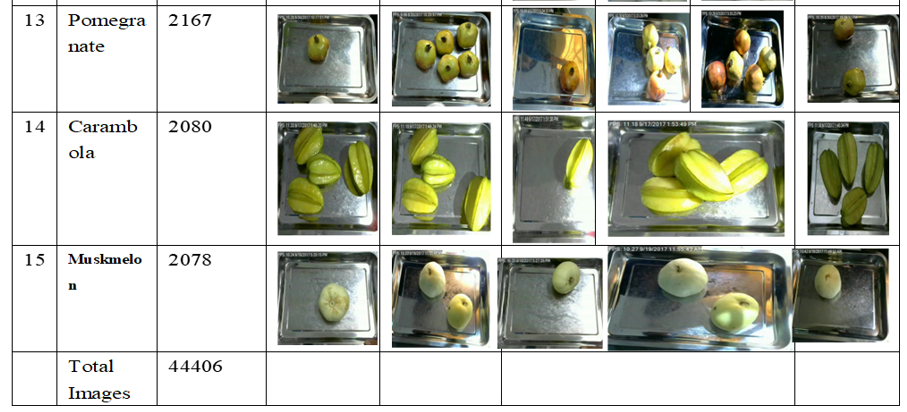 13 Pomegra 2167
nate
14 Caramb 2080
ola
15 Muskmelo 2078
n
Total 44406
Images